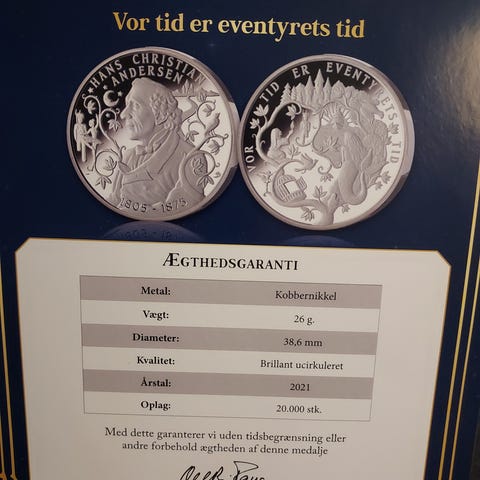 Vor tid er eventyrets tid
HANS CHRISTIAN
ANDERSEN
1805 - 1875
VOR TID ER EVENTYRETS TID
ÆGTHEDSGARANTI
Metal: Kobbernikkel
Vægt: 26 g.
Diameter: 38,6 mm
Kvalitet: Brillant ucirkuleret
Årstal: 2021
Oplag: 20.000 stk.
Med dette garanterer vi uden tidsbegrænsning eller
andre forbehold ægtheden af denne medalje